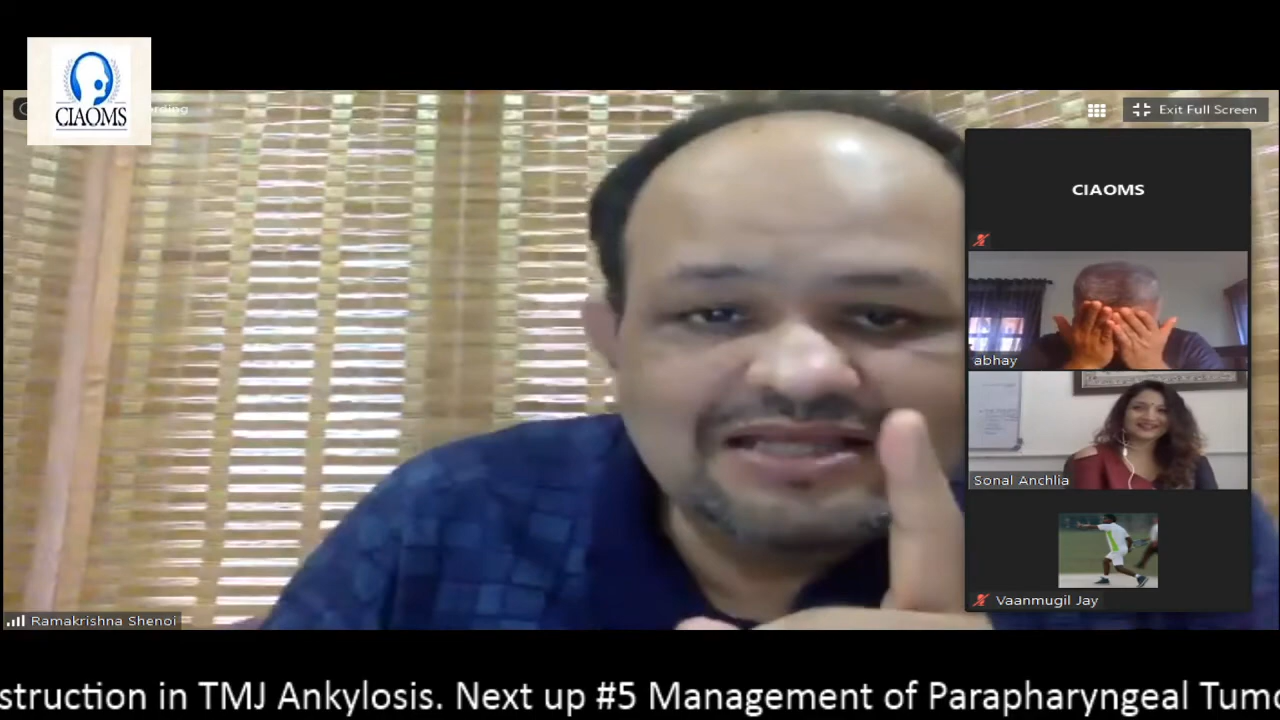 CIAOMS
Exit Full Screen
CIAOMS
abhay
Sonal Anchlia
Vaanmugil Jay
Ramakrishna Shenoi
struction in TMJ Ankylosis. Next up #5 Management of Parapharyngeal Tum